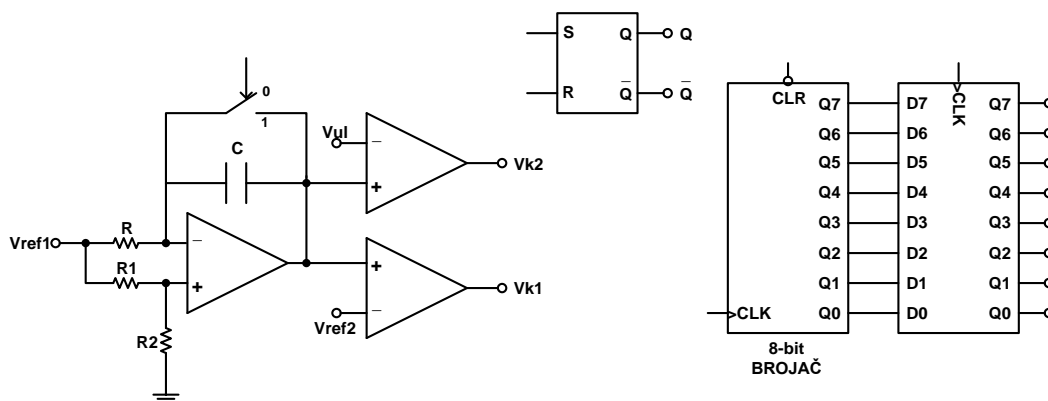 S Q Q
R Q̅ Q̅
0
1
C
Vul
− +
Vk2
Vref1
R
R1
R2
− +
+ −
Vref2
Vk1
CLR
Q7 D7 Q7
Q6 D6 Q6
Q5 D5 Q5
Q4 D4 Q4
Q3 D3 Q3
Q2 D2 Q2
Q1 D1 Q1
CLK Q0 D0 Q0
CLK
8-bit
BROJAČ